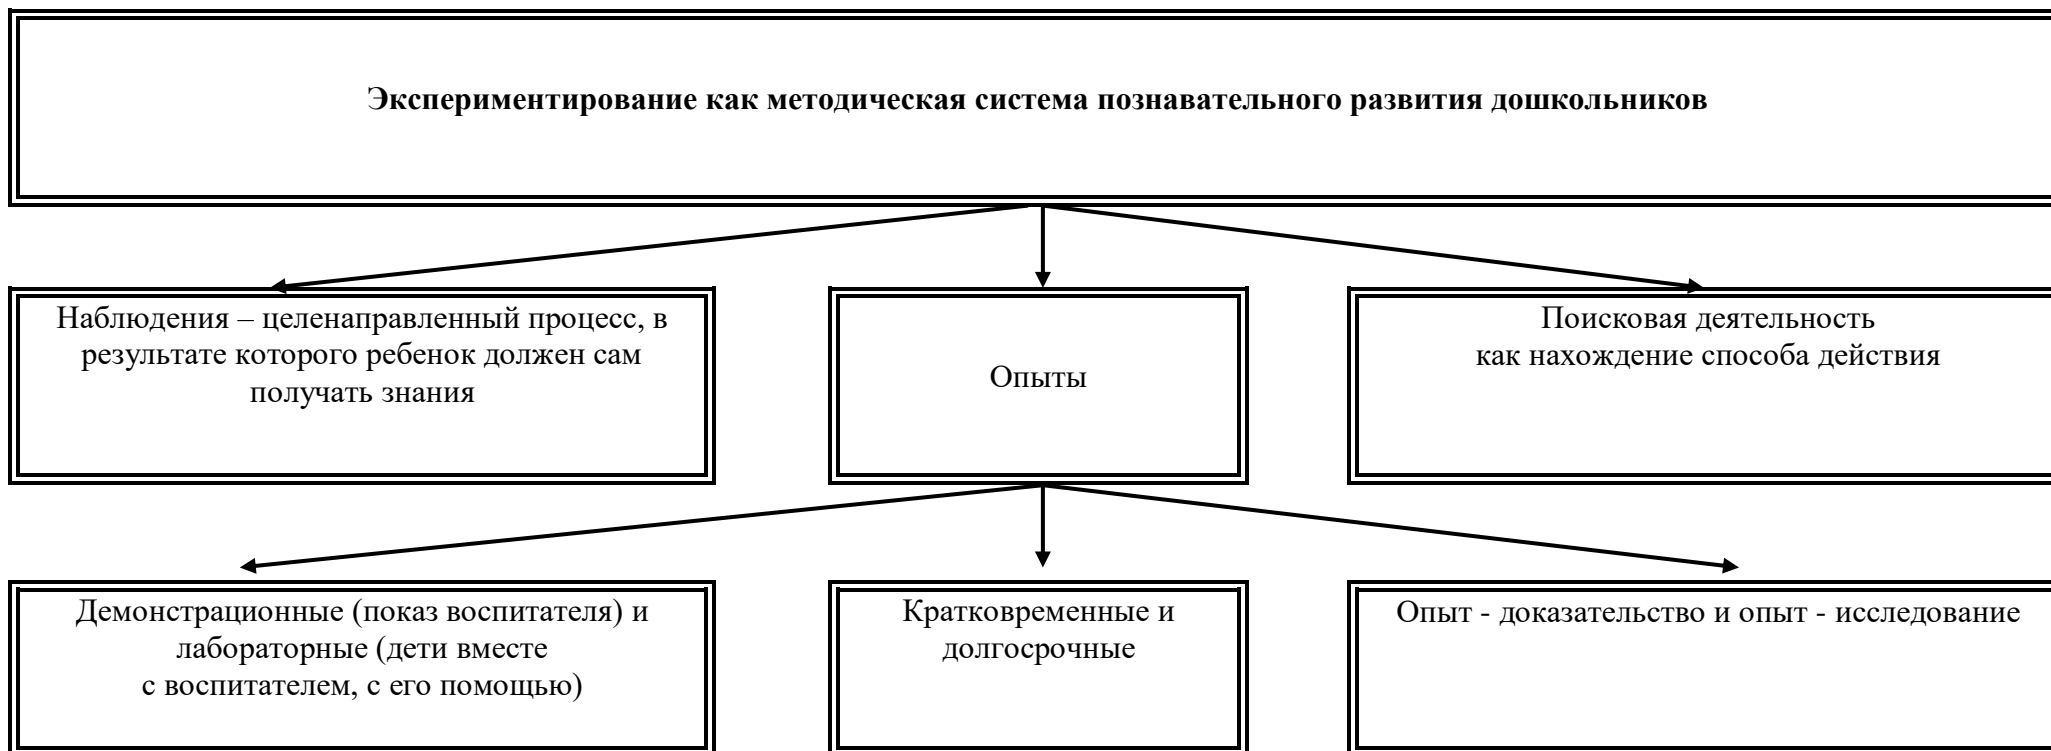 Экспериментирование как методическая система познавательного развития дошкольников
Наблюдения – целенаправленный процесс, в
результате которого ребенок должен сам
получать знания
Опыты
Поисковая деятельность
как нахождение способа действия
Демонстрационные (показ воспитателя) и
лабораторные (дети вместе
с воспитателем, с его помощью)
Кратковременные и
долгосрочные
Опыт - доказательство и опыт - исследование